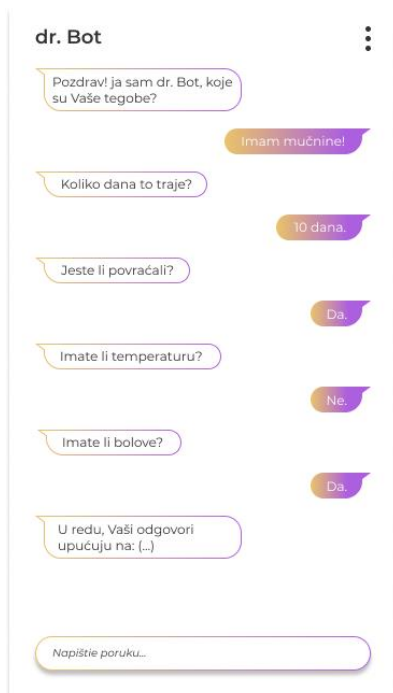 dr. Bot
Pozdrav! ja sam dr. Bot, koje
su Vaše tegobe?
Imam mučnine!
Koliko dana to traje?
10 dana.
Jeste li povraćali?
Da.
Imate li temperaturu?
Ne.
Imate li bolove?
Da.
U redu, Vaši odgovori
upućuju na: (...)
Napištie poruku...